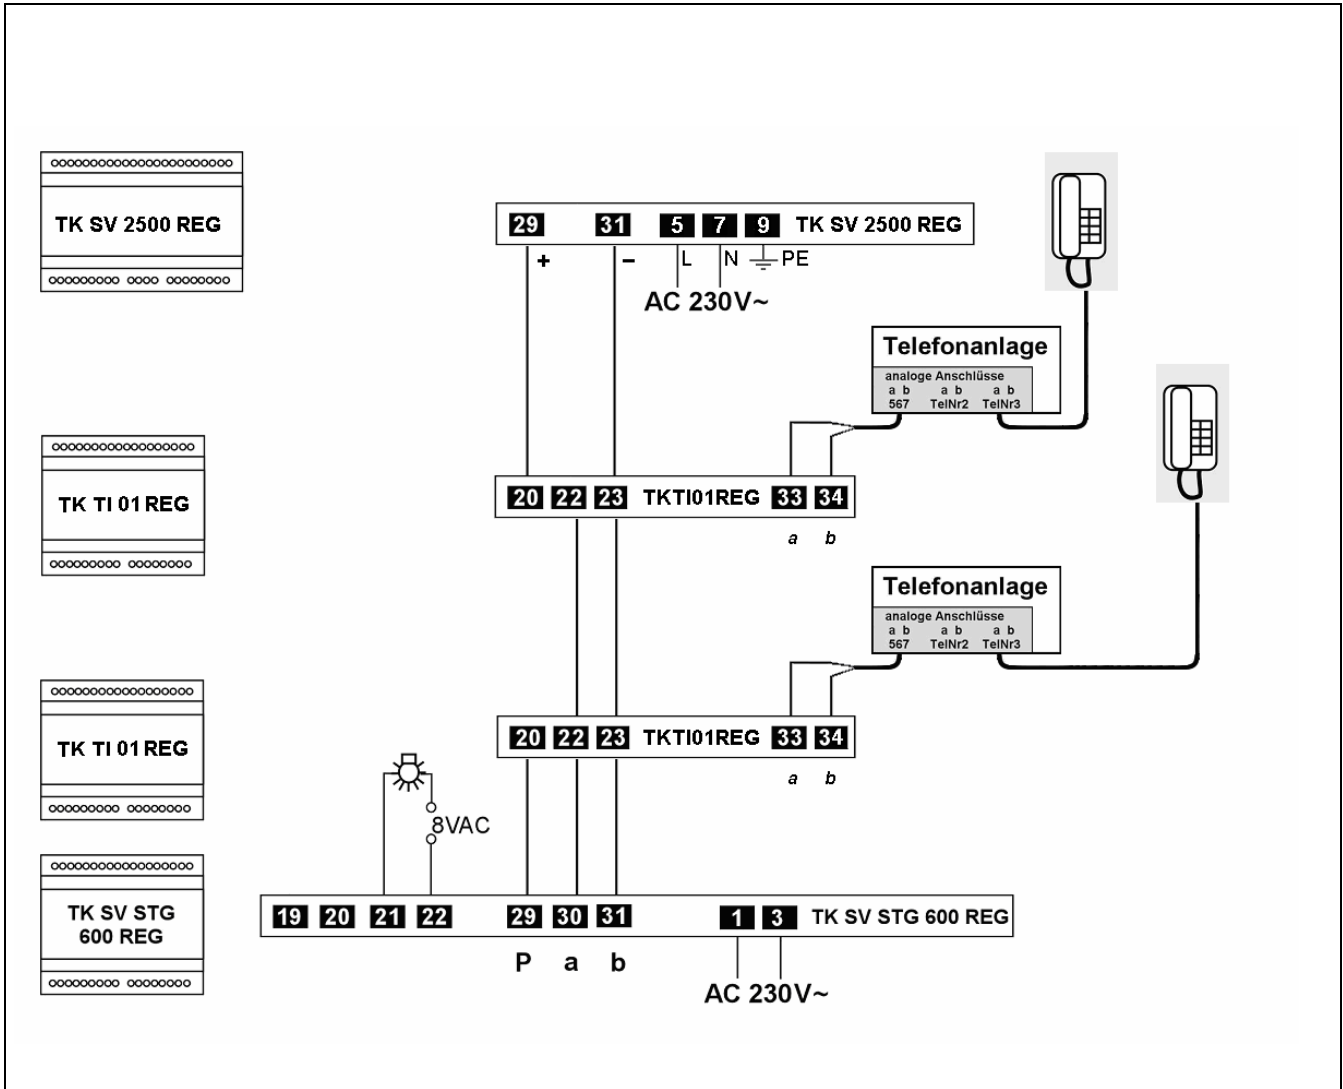 TK SV 2500 REG
29 31 5 7 9 TK SV 2500 REG
+ − L N PE
AC 230V~
Telefonanlage
analoge Anschlüsse
a b a b a b
567 TelNr2 TelNr3
TK TI 01 REG
20 22 23 TKTI01REG 33 34
a b
Telefonanlage
analoge Anschlüsse
a b a b a b
567 TelNr2 TelNr3
TK TI 01 REG
20 22 23 TKTI01REG 33 34
a b
8VAC
TK SV STG
600 REG
19 20 21 22 29 30 31 1 3 TK SV STG 600 REG
P a b
AC 230V~